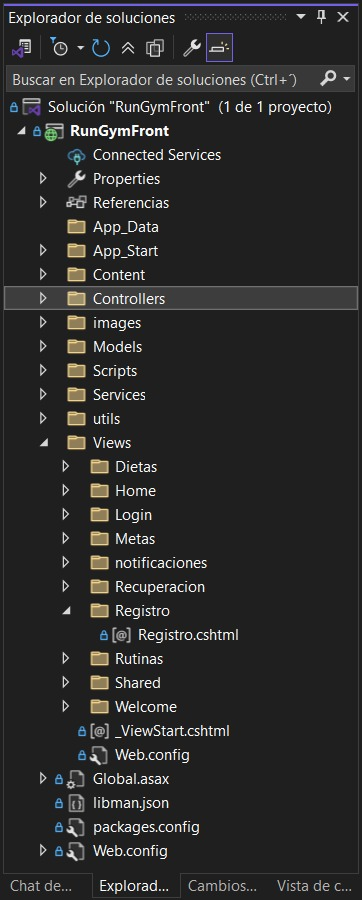 Explorador de soluciones
Buscar en Explorador de soluciones (Ctrl+´)
Solución "RunGymFront" (1 de 1 proyecto)
RunGymFront
Connected Services
Properties
Referencias
App_Data
App_Start
Content
Controllers
images
Models
Scripts
Services
utils
Views
Dietas
Home
Login
Metas
notificaciones
Recuperacion
Registro
Registro.cshtml
Rutinas
Shared
Welcome
_ViewStart.cshtml
Web.config
Global.asax
libman.json
packages.config
Web.config
Chat de... Explorad... Cambios... Vista de c...